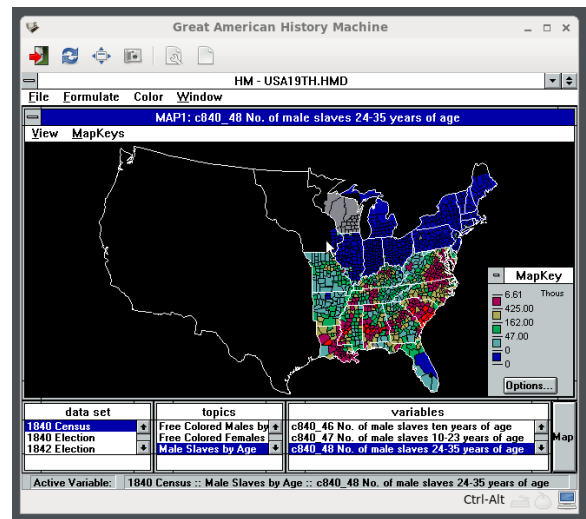 Great American History Machine
HM - USA19TH.HMD
File Formulate Color Window
MAP1: c840_48 No. of male slaves 24-35 years of age
View MapKeys
MapKey
6.61 Thous
425.00
162.00
47.00
0
0
Options...
data set
1840 Census
1840 Election
1842 Election
topics
Free Colored Males by
Free Colored Females
Male Slaves by Age
variables
c840_46 No. of male slaves ten years of age
c840_47 No. of male slaves 10-23 years of age
c840_48 No. of male slaves 24-35 years of age
Map
Active Variable: 1840 Census :: Male Slaves by Age :: c840_48 No. of male slaves 24-35 years of age
Ctrl-Alt